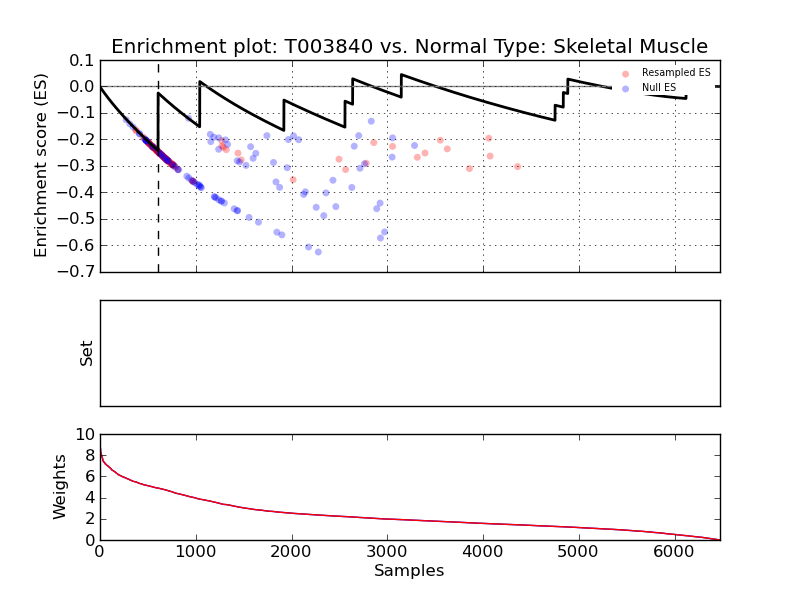 Enrichment plot: T003840 vs. Normal Type: Skeletal Muscle
Enrichment score (ES)
0.1
0.0
−0.1
−0.2
−0.3
−0.4
−0.5
−0.6
−0.7
Resampled ES
Null ES
Set
Weights
10
8
6
4
2
0
0 1000 2000 3000 4000 5000 6000
Samples